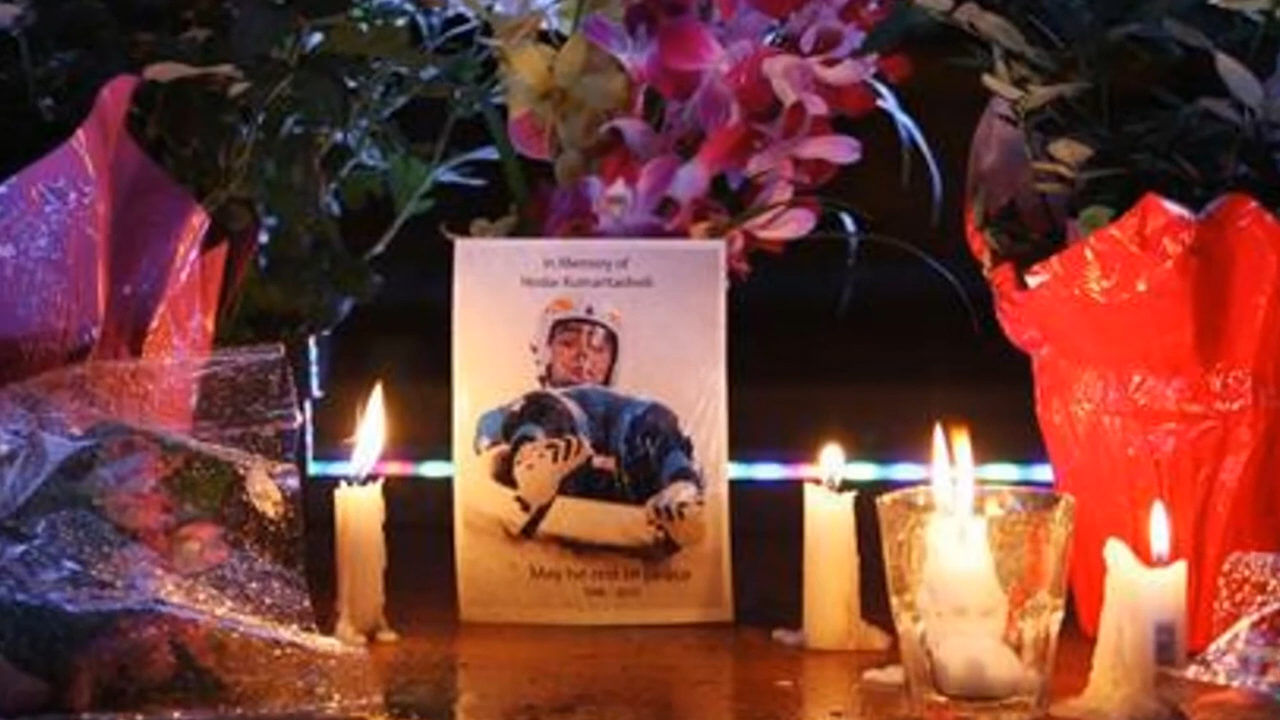 In Memory of
Nodar Kumaritashvili
May he rest in peace